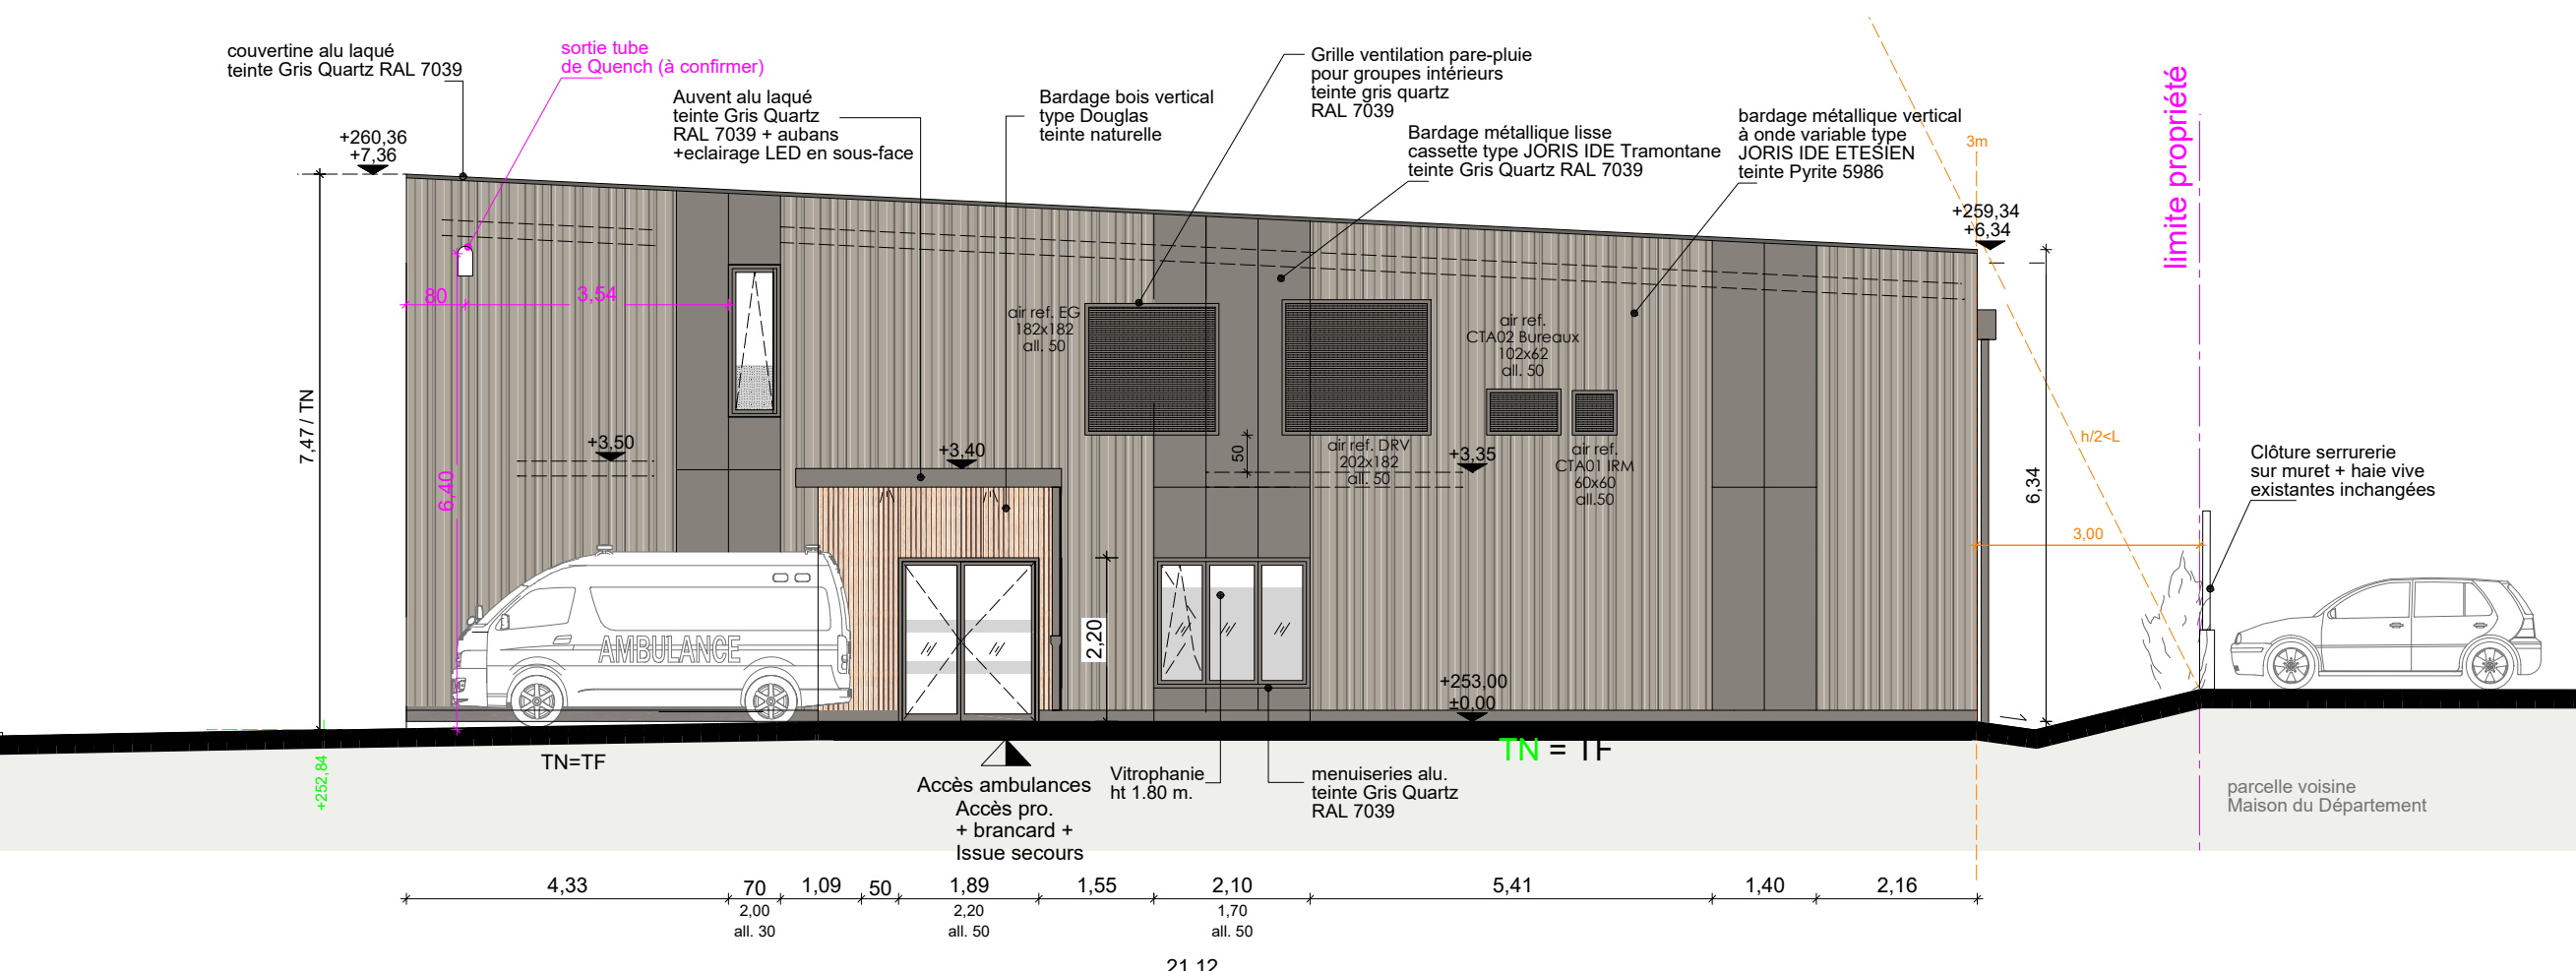 couvertine alu laqué
teinte Gris Quartz RAL 7039
sortie tube
de Quench (à confirmer)
Auvent alu laqué
teinte Gris Quartz
RAL 7039 + aubans
+eclairage LED en sous-face
Bardage bois vertical
type Douglas
teinte naturelle
Grille ventilation pare-pluie
pour groupes intérieurs
teinte gris quartz
RAL 7039
Bardage métallique lisse
cassette type JORIS IDE Tramontane
teinte Gris Quartz RAL 7039
bardage métallique vertical
à onde variable type
JORIS IDE ETESIEN
teinte Pyrite 5986
3m
limite propriété
+260,36
+7,36
+259,34
+6,34
80
3,54
air ref. EG
182x182
all. 50
air ref.
CTA02 Bureaux
102x62
all. 50
7,47 / TN
6,40
+3,50
+3,40
50
air ref. DRV
202x182
all. 50
+3,35
air ref.
CTA01 IRM
60x60
all.50
6,34
h/2<L
3,00
Clôture serrurerie
sur muret + haie vive
existantes inchangées
AMBULANCE
2,20
+253,00
±0,00
TN = TF
TN=TF
+252,84
Accès ambulances
Accès pro.
+ brancard +
Issue secours
Vitrophanie
ht 1.80 m.
menuiseries alu.
teinte Gris Quartz
RAL 7039
parcelle voisine
Maison du Département
4,33
70
1,09
50
1,89
1,55
2,10
5,41
1,40
2,16
2,00
2,20
1,70
all. 30
all. 50
all. 50
21,12